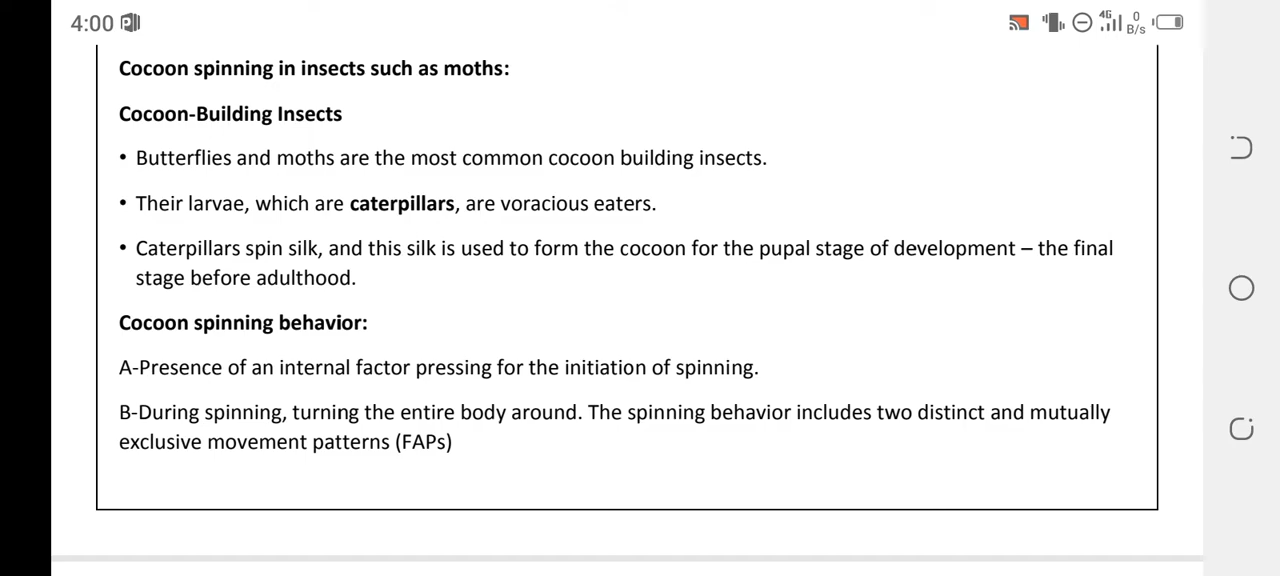 4:00
4G 0 B/s
Cocoon spinning in insects such as moths:
Cocoon-Building Insects
• Butterflies and moths are the most common cocoon building insects.
• Their larvae, which are caterpillars, are voracious eaters.
• Caterpillars spin silk, and this silk is used to form the cocoon for the pupal stage of development – the final
stage before adulthood.
Cocoon spinning behavior:
A-Presence of an internal factor pressing for the initiation of spinning.
B-During spinning, turning the entire body around. The spinning behavior includes two distinct and mutually
exclusive movement patterns (FAPs)